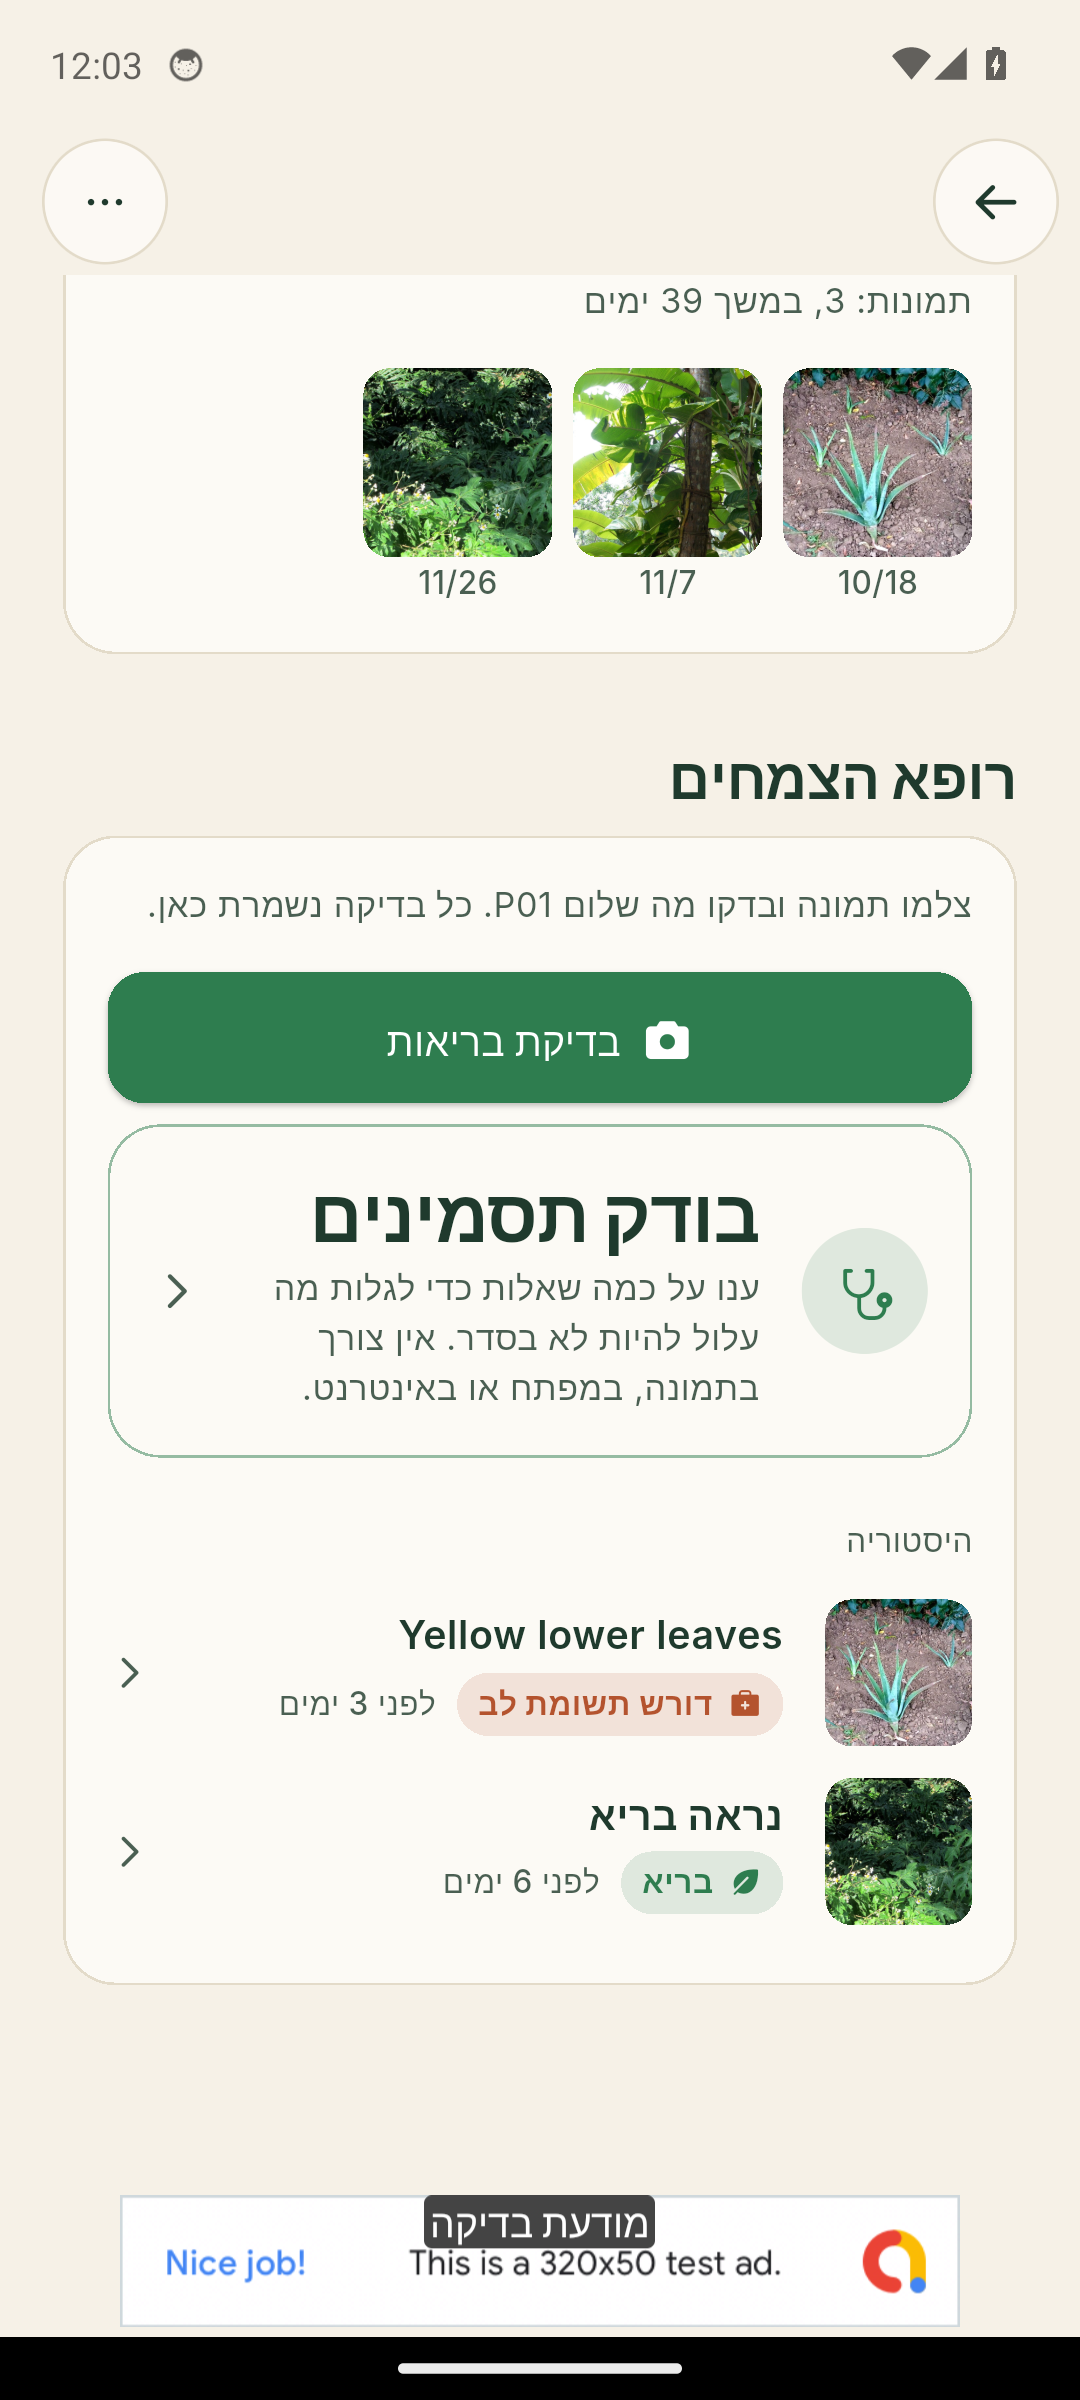 12:03
תמונות: 3, במשך 39 ימים
10/18
11/7
11/26
רופא הצמחים
צלמו תמונה ובדקו מה שלום P01. כל בדיקה נשמרת כאן.
בדיקת בריאות
בודק תסמינים
ענו על כמה שאלות כדי לגלות מה
עלול להיות לא בסדר. אין צורך
בתמונה, במפתח או באינטרנט.
היסטוריה
Yellow lower leaves
דורש תשומת לב
לפני 3 ימים
נראה בריא
בריא
לפני 6 ימים
מודעת בדיקה
Nice job!
This is a 320x50 test ad.